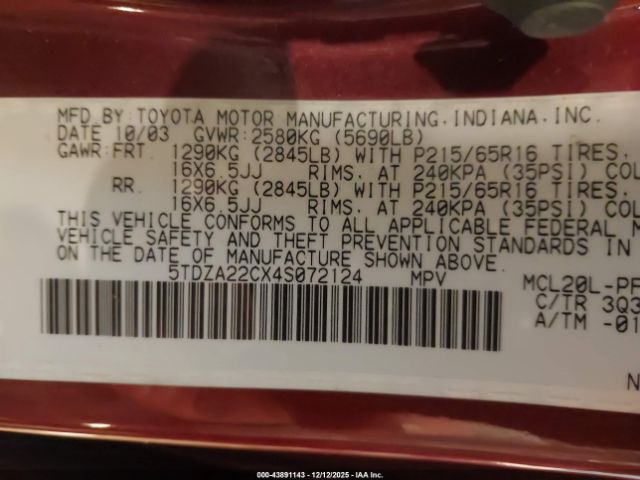 MFD.BY:TOYOTA MOTOR MANUFACTURING.INDIANA.INC.
DATE 10/03 GVWR:2580KG (5690LB)
GAWR:FRT. 1290KG (2845LB) WITH P215/65R16 TIRES.
16X6.5JJ RIMS. AT 240KPA (35PSI) COL
RR. 1290KG (2845LB) WITH P215/65R16 TIRES.
16X6.5JJ RIMS. AT 240KPA (35PSI) COL
THIS VEHICLE CONFORMS TO ALL APPLICABLE FEDERAL M
VEHICLE SAFETY AND THEFT PREVENTION STANDARDS IN
ON THE DATE OF MANUFACTURE SHOWN ABOVE.
5TDZA22CX4S072124 MPV MCL20L-PF
C/TR 3Q3
A/TM -01
N
000-43891143 - 12/12/2025 - IAA Inc.